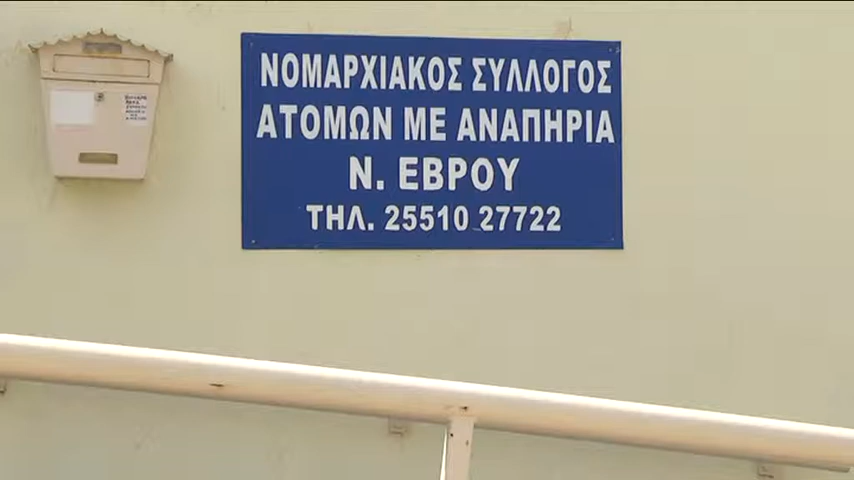 ΝΟΜΑΡΧΙΑΚΟΣ ΣΥΛΛΟΓΟΣ
ΑΤΟΜΩΝ ΜΕ ΑΝΑΠΗΡΙΑ
Ν. ΕΒΡΟΥ
ΤΗΛ. 25510 27722